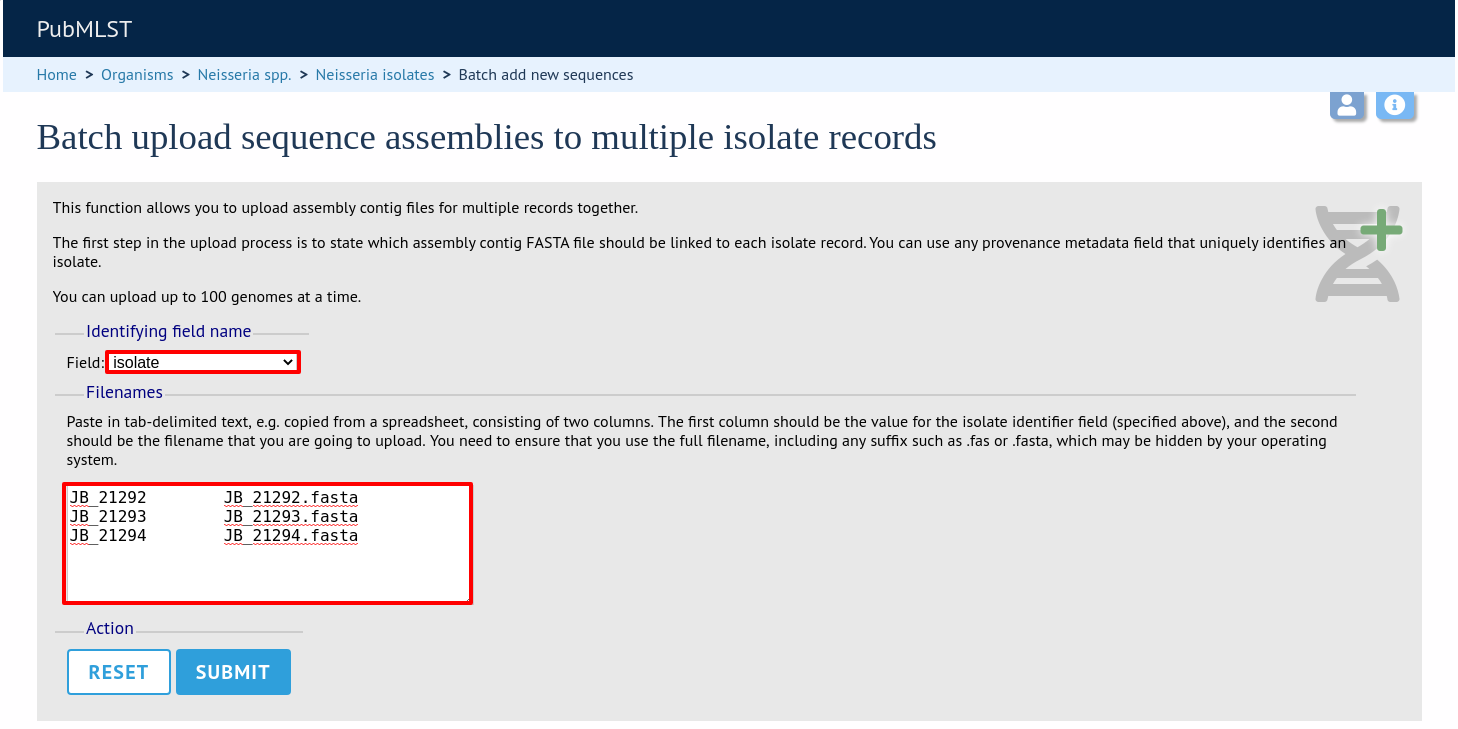 PubMLST
Home > Organisms > Neisseria spp. > Neisseria isolates > Batch add new sequences
Batch upload sequence assemblies to multiple isolate records
This function allows you to upload assembly contig files for multiple records together.
The first step in the upload process is to state which assembly contig FASTA file should be linked to each isolate record. You can use any provenance metadata field that uniquely identifies an
isolate.
You can upload up to 100 genomes at a time.
Identifying field name
Field: isolate
Filenames
Paste in tab-delimited text, e.g. copied from a spreadsheet, consisting of two columns. The first column should be the value for the isolate identifier field (specified above), and the second
should be the filename that you are going to upload. You need to ensure that you use the full filename, including any suffix such as .fas or .fasta, which may be hidden by your operating
system.
JB_21292 JB_21292.fasta
JB_21293 JB_21293.fasta
JB_21294 JB_21294.fasta
Action
RESET SUBMIT